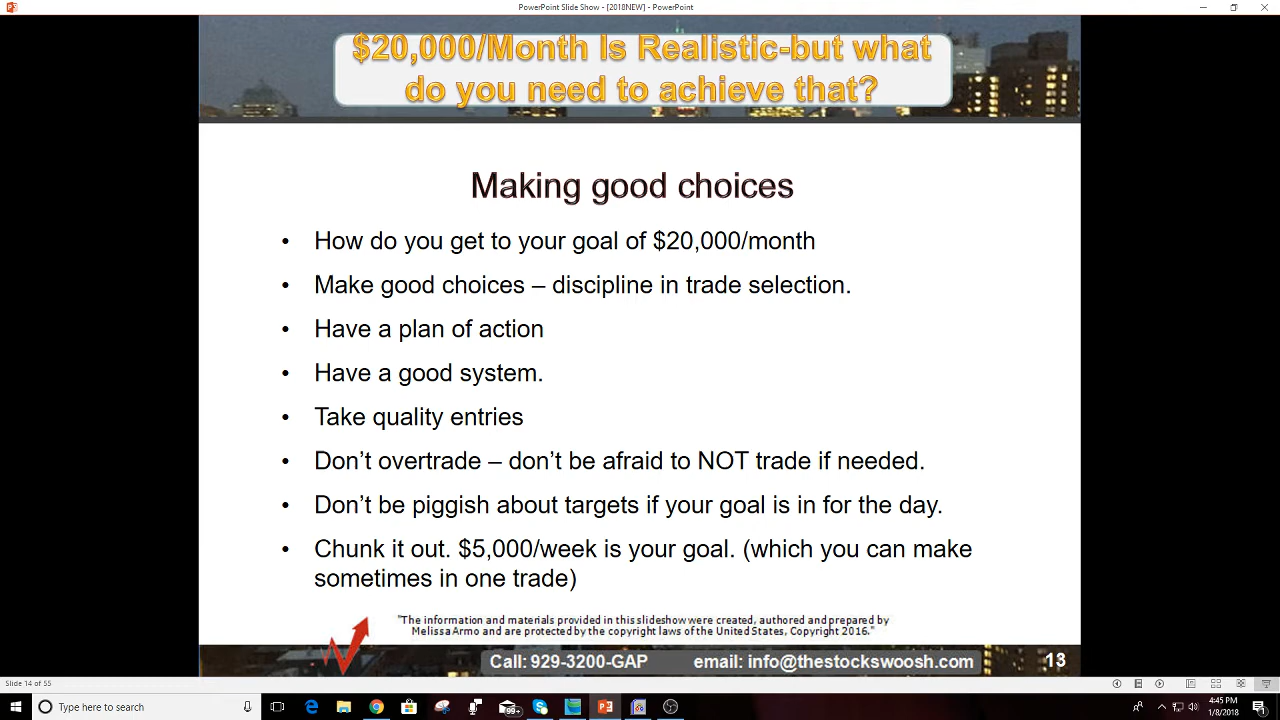 PowerPoint Slide Show - [2018NEW] - PowerPoint
$20,000/Month Is Realistic-but what
do you need to achieve that?
Making good choices
• How do you get to your goal of $20,000/month
• Make good choices – discipline in trade selection.
• Have a plan of action
• Have a good system.
• Take quality entries
• Don't overtrade – don't be afraid to NOT trade if needed.
• Don't be piggish about targets if your goal is in for the day.
• Chunk it out. $5,000/week is your goal. (which you can make
sometimes in one trade)
"The information and materials provided in this slideshow were created, authored and prepared by
Melissa Armo and are protected by the copyright laws of the United States, Copyright 2016."
Call: 929-3200-GAP email: info@thestockswoosh.com 13
Slide 14 of 55
Type here to search
99+
4:45 PM
1/8/2018